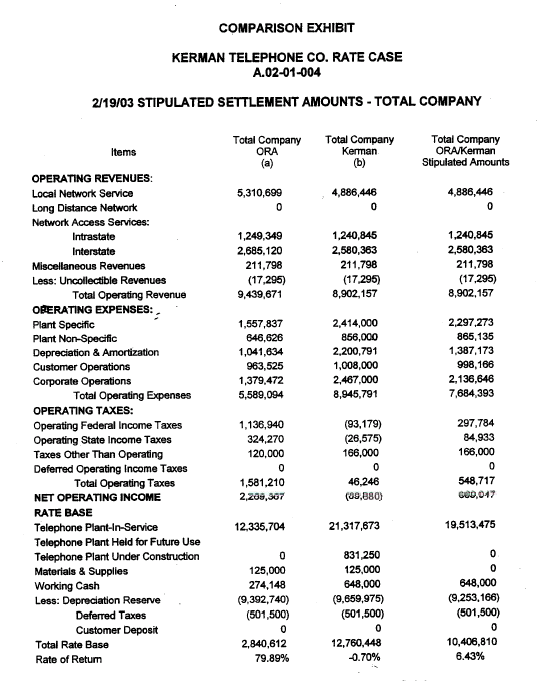 COMPARISON EXHIBIT
KERMAN TELEPHONE CO. RATE CASE
A.02-01-004
2/19/03 STIPULATED SETTLEMENT AMOUNTS - TOTAL COMPANY
Total Company Total Company Total Company
Items ORA Kerman ORA/Kerman
(a) (b) Stipulated Amounts
OPERATING REVENUES:
Local Network Service 5,310,699 4,886,446 4,886,446
Long Distance Network 0 0 0
Network Access Services:
Intrastate 1,249,349 1,240,845 1,240,845
Interstate 2,685,120 2,580,363 2,580,363
Miscellaneous Revenues 211,798 211,798 211,798
Less: Uncollectible Revenues (17,295) (17,295) (17,295)
Total Operating Revenue 9,439,671 8,902,157 8,902,157
OPERATING EXPENSES:
Plant Specific 1,557,837 2,414,000 2,297,273
Plant Non-Specific 646,626 856,000 865,135
Depreciation & Amortization 1,041,634 2,200,791 1,387,173
Customer Operations 963,525 1,008,000 998,166
Corporate Operations 1,379,472 2,467,000 2,136,646
Total Operating Expenses 5,589,094 8,945,791 7,684,393
OPERATING TAXES:
Operating Federal Income Taxes 1,136,940 (93,179) 297,784
Operating State Income Taxes 324,270 (26,575) 84,933
Taxes Other Than Operating 120,000 166,000 166,000
Deferred Operating Income Taxes 0 0 0
Total Operating Taxes 1,581,210 46,246 548,717
NET OPERATING INCOME 2,269,367 (89,880) 669,047
RATE BASE
Telephone Plant-In-Service 12,335,704 21,317,673 19,513,475
Telephone Plant Held for Future Use
Telephone Plant Under Construction 0 831,250 0
Materials & Supplies 125,000 125,000 0
Working Cash 274,148 648,000 648,000
Less: Depreciation Reserve (9,392,740) (9,659,975) (9,253,166)
Deferred Taxes (501,500) (501,500) (501,500)
Customer Deposit 0 0 0
Total Rate Base 2,840,612 12,760,448 10,406,810
Rate of Return 79.89% -0.70% 6.43%